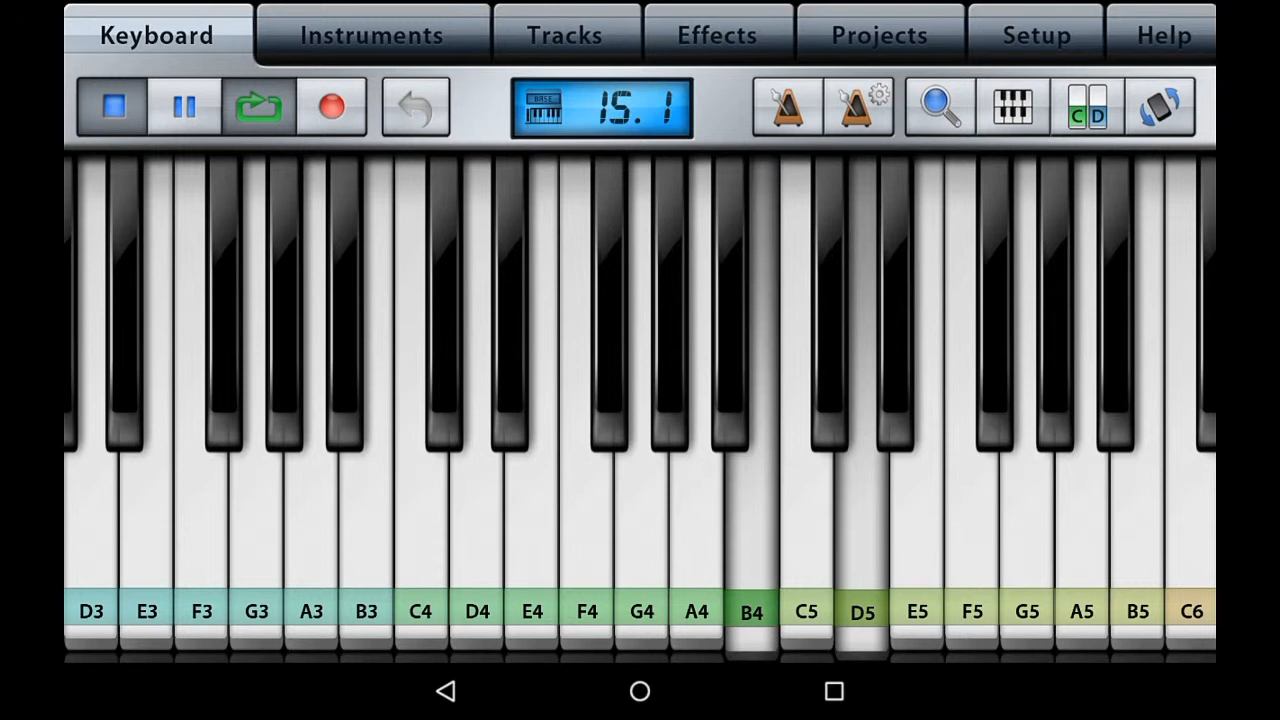 Keyboard Instruments Tracks Effects Projects Setup Help
BASE 15.1 C D
D3 E3 F3 G3 A3 B3 C4 D4 E4 F4 G4 A4 B4 C5 D5 E5 F5 G5 A5 B5 C6